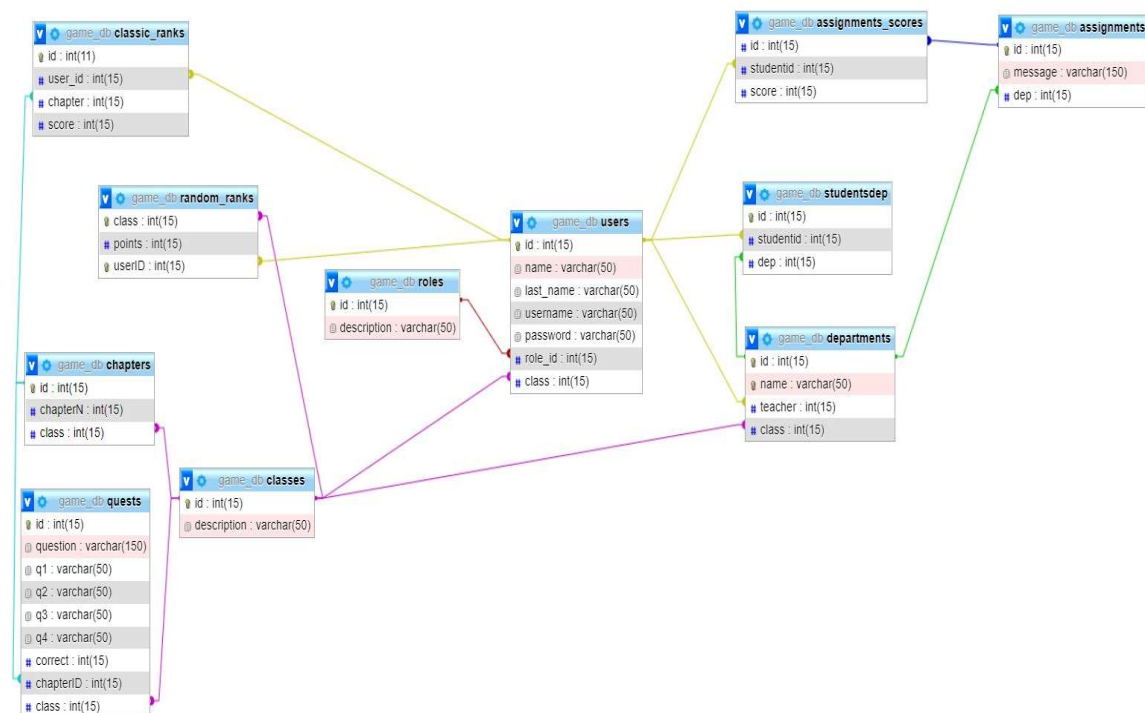 game_db classic_ranks
id : int(11)
user_id : int(15)
chapter : int(15)
score : int(15)
game_db random_ranks
class : int(15)
points : int(15)
userID : int(15)
game_db chapters
id : int(15)
chapterN : int(15)
class : int(15)
game_db quests
id : int(15)
question : varchar(150)
q1 : varchar(50)
q2 : varchar(50)
q3 : varchar(50)
q4 : varchar(50)
correct : int(15)
chapterID : int(15)
class : int(15)
game_db classes
id : int(15)
description : varchar(50)
game_db roles
id : int(15)
description : varchar(50)
game_db users
id : int(15)
name : varchar(50)
last_name : varchar(50)
username : varchar(50)
password : varchar(50)
role_id : int(15)
class : int(15)
game_db assignments_scores
id : int(15)
studentid : int(15)
score : int(15)
game_db assignments
id : int(15)
message : varchar(150)
dep : int(15)
game_db studentsdep
id : int(15)
studentid : int(15)
dep : int(15)
game_db departments
id : int(15)
name : varchar(50)
teacher : int(15)
class : int(15)